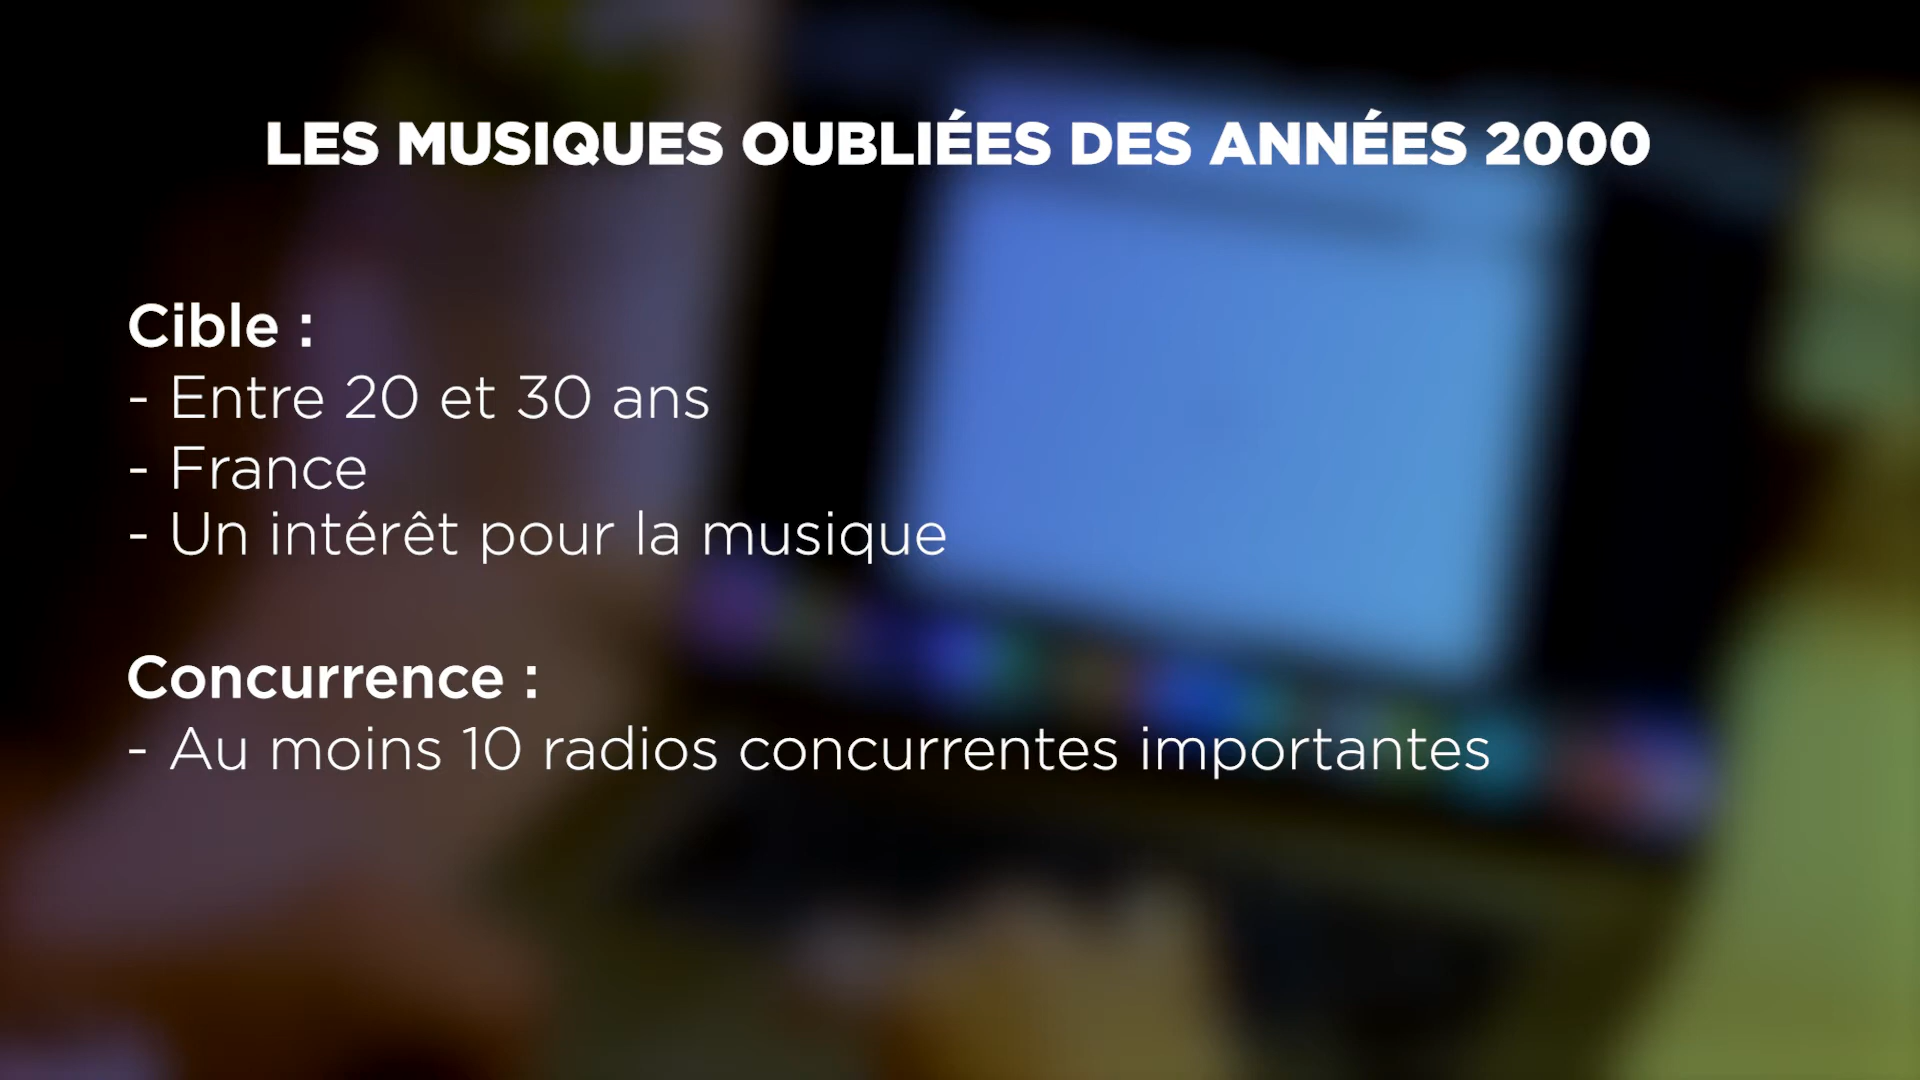 LES MUSIQUES OUBLIÉES DES ANNÉES 2000
Cible :
- Entre 20 et 30 ans
- France
- Un intérêt pour la musique
Concurrence :
- Au moins 10 radios concurrentes importantes